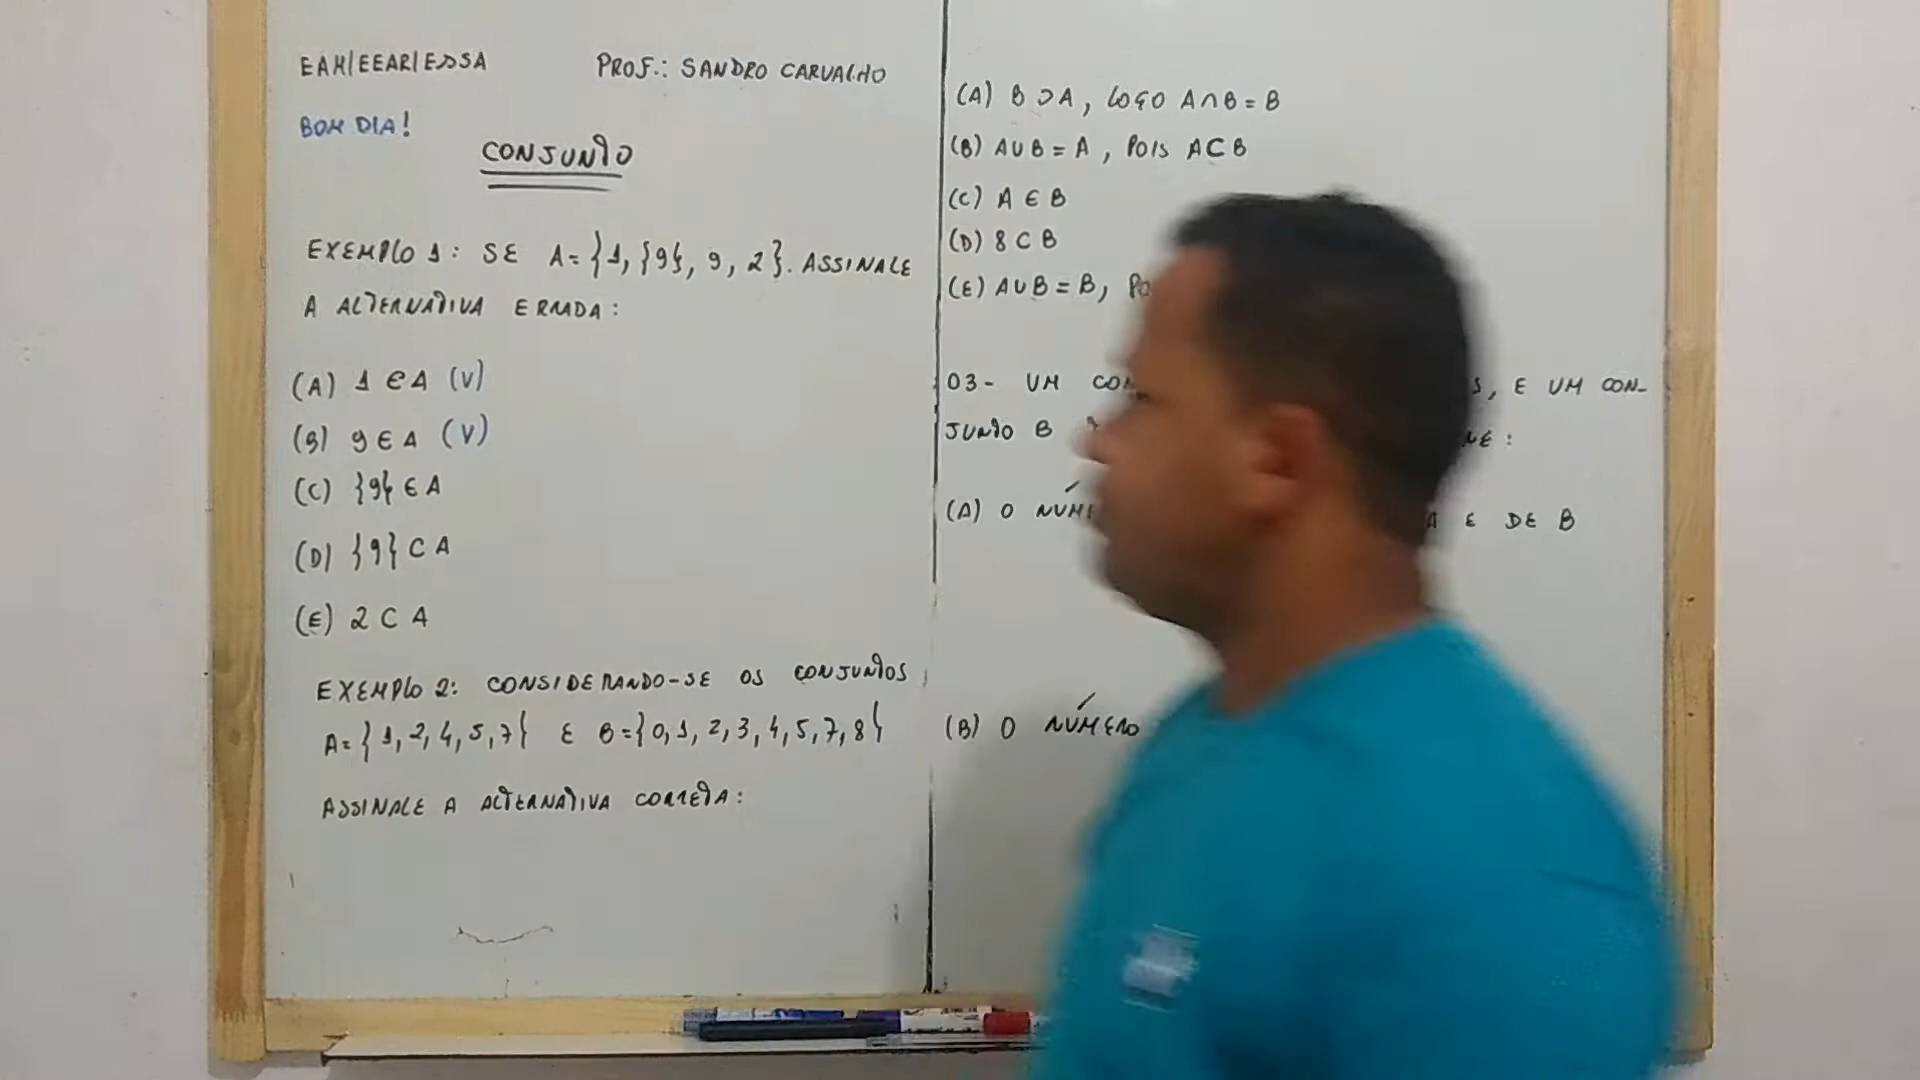 EAM/EEAR/ESSA
PROF.: SANDRO CARVALHO
BOM DIA!
CONJUNTO
EXEMPLO 1: SE A={1,{9},9,2}. ASSINALE
A ALTERNATIVA ERRADA:
(A) 1 ∈ A (V)
(B) 9 ∈ A (V)
(C) {9} ∈ A
(D) {9} ⊂ A
(E) 2 ⊂ A
EXEMPLO 2: CONSIDERANDO-SE OS CONJUNTOS
A={1,2,4,5,7} E B={0,1,2,3,4,5,7,8}
ASSINALE A ALTERNATIVA CORRETA:
(A) B ⊃ A, LOGO A∩B=B
(B) A∪B=A, POIS A⊂B
(C) A ∈ B
(D) 8 ⊂ B
(E) A∪B=B,
03- UM E UM CON-
JUNTO B
(A) O E DE B
(B) O NÚMERO